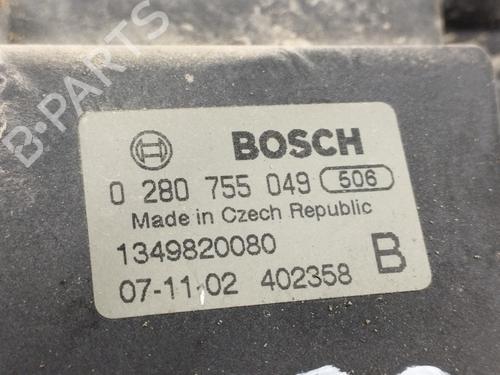 B-PARTS
BOSCH
0 280 755 049 506
Made in Czech Republic
1349820080
07-11-02 402358 B